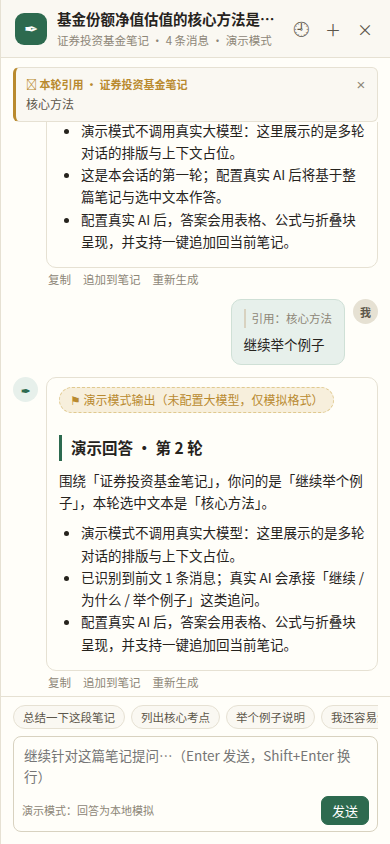 基金份额净值估值的核心方法是…
证券投资基金笔记 • 4 条消息 • 演示模式
本轮引用 • 证券投资基金笔记
核心方法
演示模式不调用真实大模型：这里展示的是多轮
对话的排版与上下文占位。
这是本会话的第一轮；配置真实 AI 后将基于整
篇笔记与选中文本作答。
配置真实 AI 后，答案会用表格、公式与折叠块
呈现，并支持一键追加回当前笔记。
复制 追加到笔记 重新生成
引用：核心方法
我
继续举个例子
演示模式输出（未配置大模型，仅模拟格式）
演示回答 • 第 2 轮
围绕「证券投资基金笔记」，你问的是「继续举个例
子」，本轮选中文本是「核心方法」。
演示模式不调用真实大模型：这里展示的是多轮
对话的排版与上下文占位。
已识别到前文 1 条消息；真实 AI 会承接「继续 /
为什么 / 举个例子」这类追问。
配置真实 AI 后，答案会用表格、公式与折叠块
呈现，并支持一键追加回当前笔记。
复制 追加到笔记 重新生成
总结一下这段笔记 列出核心考点 举个例子说明 我还容易
继续针对这篇笔记提问…（Enter 发送，Shift+Enter 换
行）
演示模式：回答为本地模拟
发送